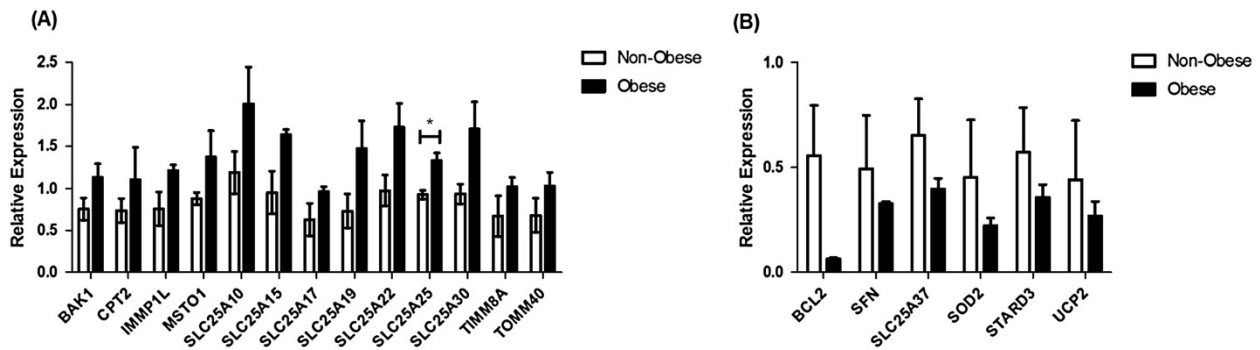 (A)
Relative Expression
2.5
2.0
1.5
1.0
0.5
0.0
*
Non-Obese
Obese
BAK1
CPT2
IMMP1L
MSTO1
SLC25A10
SLC25A15
SLC25A17
SLC25A19
SLC25A22
SLC25A25
SLC25A30
TIMM8A
TOMM40
(B)
Relative Expression
1.0
0.5
0.0
Non-Obese
Obese
BCL2
SFN
SLC25A37
SOD2
STARD3
UCP2